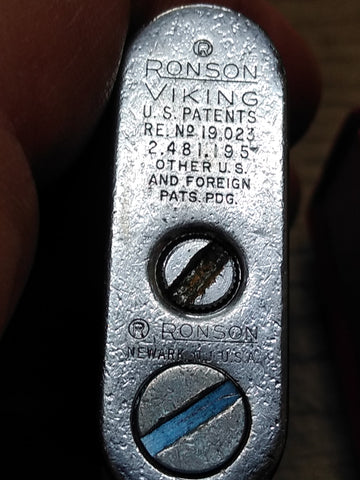 ®
RONSON
VIKING
U.S. PATENTS
RE. Nº 19,023
2,481,195
OTHER U.S.
AND FOREIGN
PATS. PDG.
® RONSON
NEWARK N.J. U.S.A.